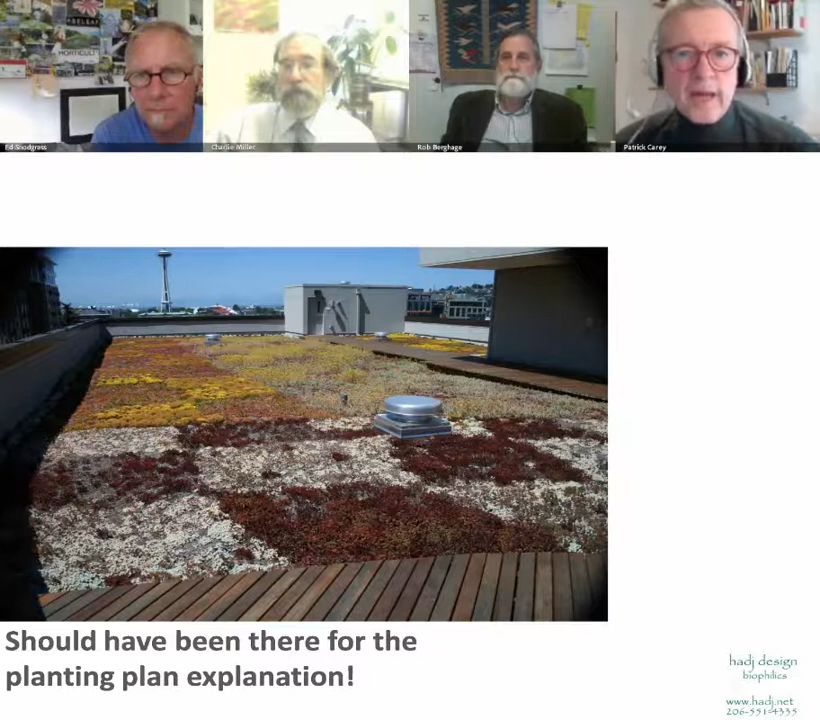 HORTICULT
Ed Snodgrass
Charlie Miller
Rob Berghage
Patrick Carey
Should have been there for the
planting plan explanation!
hadj design
biophilics
www.hadj.net
206-551-4335